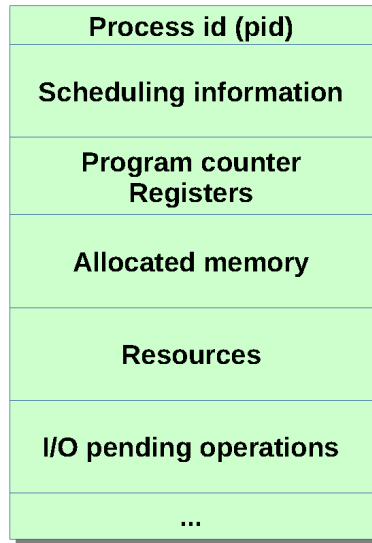 Process id (pid)
Scheduling information
Program counter
Registers
Allocated memory
Resources
I/O pending operations
...